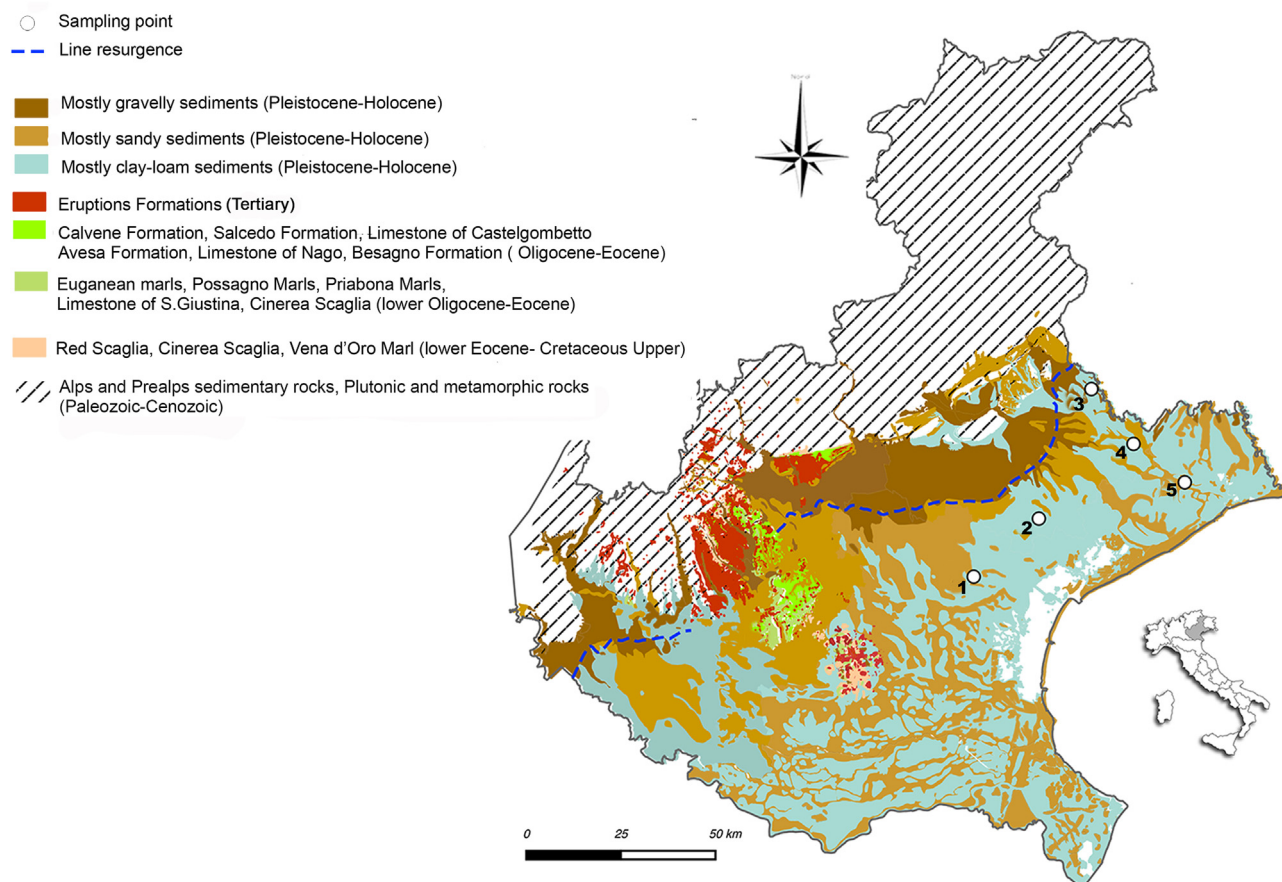 Sampling point
Line resurgence
Mostly gravelly sediments (Pleistocene-Holocene)
Mostly sandy sediments (Pleistocene-Holocene)
Mostly clay-loam sediments (Pleistocene-Holocene)
Eruptions Formations (Tertiary)
Calvene Formation, Salcedo Formation, Limestone of Castelgombetto
Avesa Formation, Limestone of Nago, Besagno Formation ( Oligocene-Eocene)
Euganean marls, Possagno Marls, Priabona Marls,
Limestone of S.Giustina, Cinerea Scaglia (lower Oligocene-Eocene)
Red Scaglia, Cinerea Scaglia, Vena d'Oro Marl (lower Eocene- Cretaceous Upper)
Alps and Prealps sedimentary rocks, Plutonic and metamorphic rocks
(Paleozoic-Cenozoic)
3
4
5
2
1
0 25 50 km